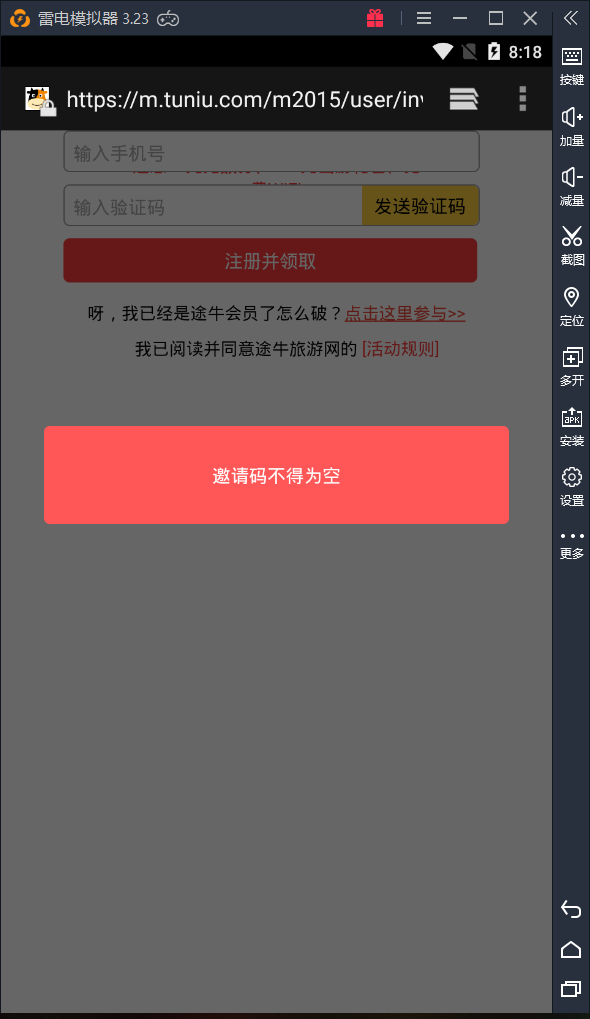 雷电模拟器 3.23
8:18
https://m.tuniu.com/m2015/user/inv
输入手机号
输入验证码
发送验证码
注册并领取
呀，我已经是途牛会员了怎么破？点击这里参与>>
我已阅读并同意途牛旅游网的 [活动规则]
邀请码不得为空
按键
加量
减量
截图
定位
多开
APK
安装
设置
更多